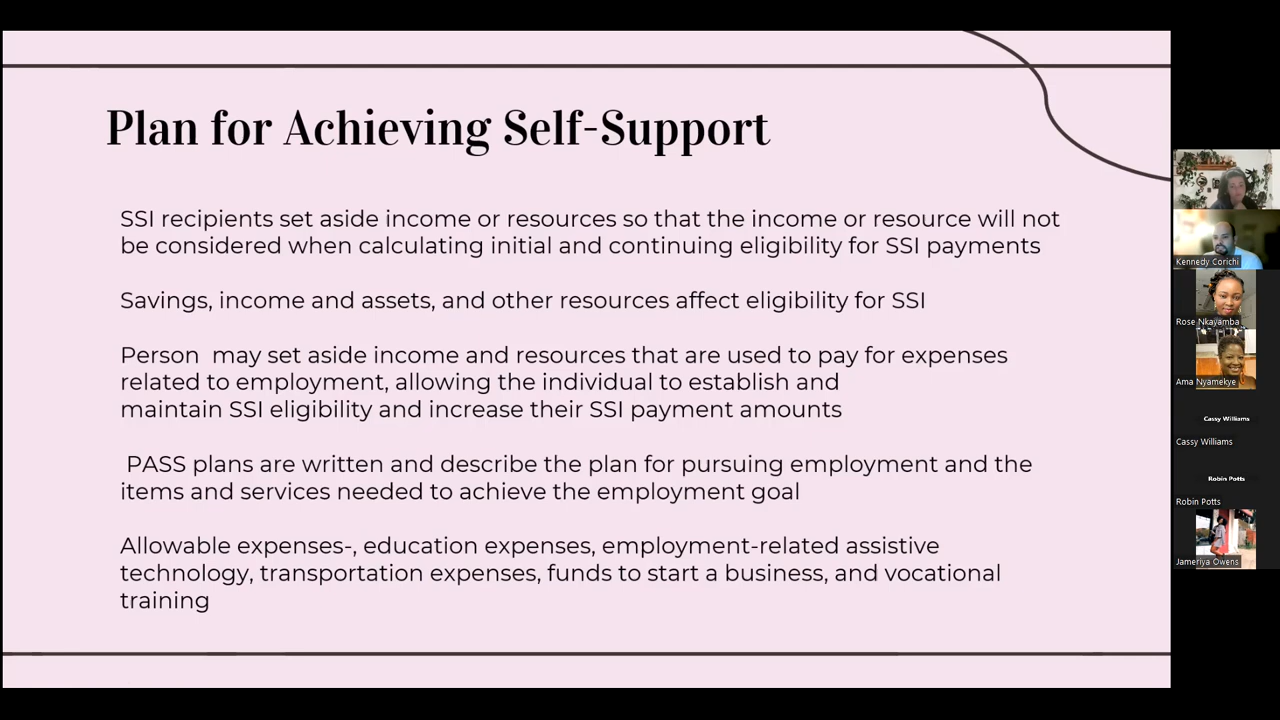 Plan for Achieving Self-Support
SSI recipients set aside income or resources so that the income or resource will not
be considered when calculating initial and continuing eligibility for SSI payments
Savings, income and assets, and other resources affect eligibility for SSI
Person  may set aside income and resources that are used to pay for expenses
related to employment, allowing the individual to establish and
maintain SSI eligibility and increase their SSI payment amounts
PASS plans are written and describe the plan for pursuing employment and the
items and services needed to achieve the employment goal
Allowable expenses-, education expenses, employment-related assistive
technology, transportation expenses, funds to start a business, and vocational
training
Kennedy Corichi
Rose Nkayamba
Ama Nyamekye
Cassy Williams
Cassy Williams
Robin Potts
Robin Potts
Jameriya Owens